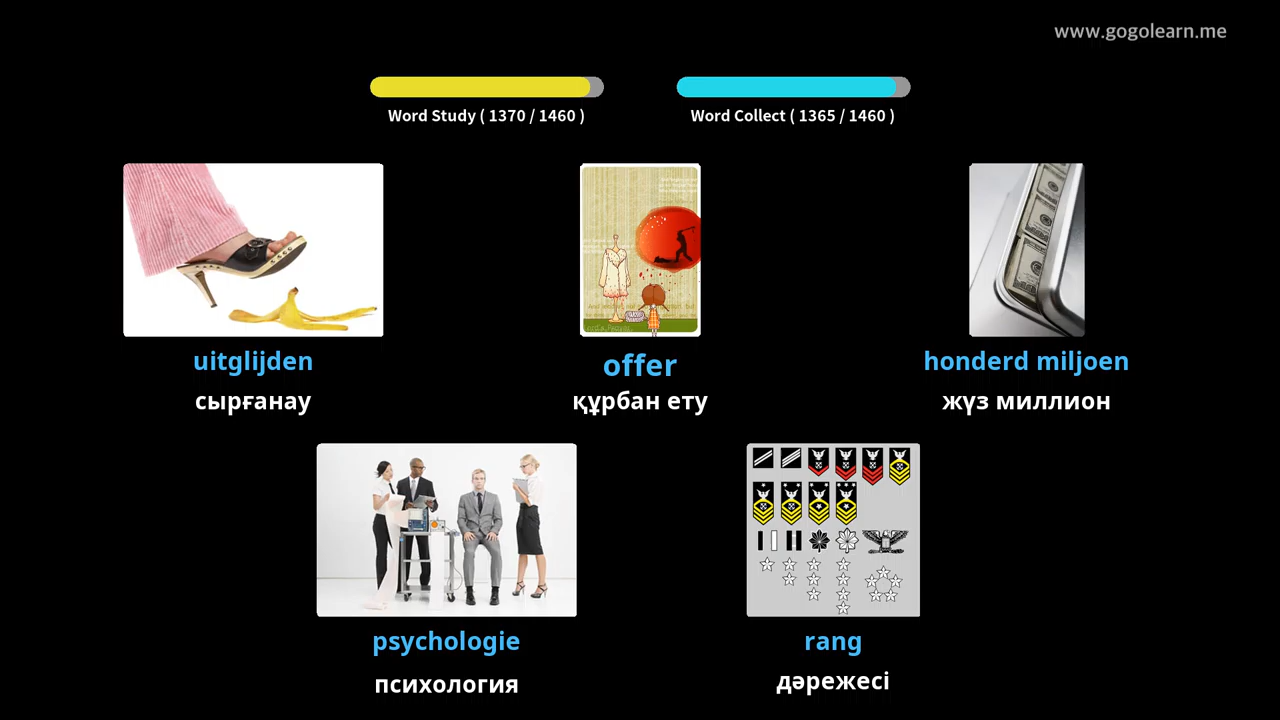 www.gogolearn.me
Word Study ( 1370 / 1460 )
Word Collect ( 1365 / 1460 )
uitglijden
сырғанау
offer
құрбан ету
honderd miljoen
жүз миллион
psychologie
психология
rang
дәрежесі